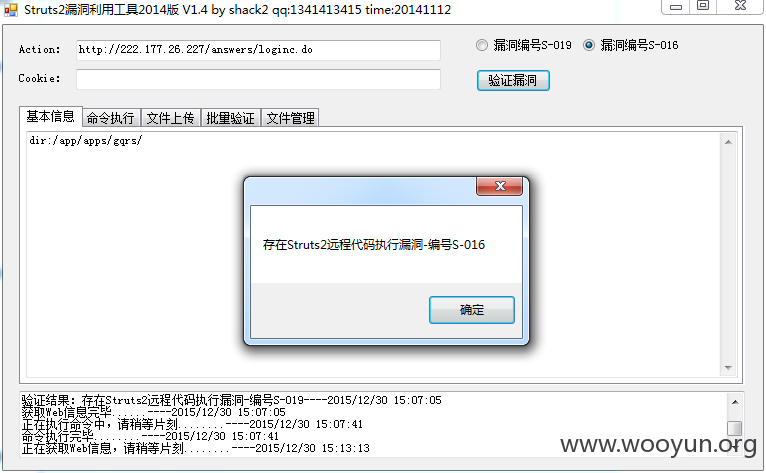 Struts2漏洞利用工具2014版 V1.4 by shack2 qq:1341413415 time:20141112
Action: http://222.177.26.227/answers/loginc.do 漏洞编号S-019 漏洞编号S-016
Cookie: 验证漏洞
基本信息 命令执行 文件上传 批量验证 文件管理
dir:/app/apps/gqrs/
存在Struts2远程代码执行漏洞-编号S-016
确定
验证结果: 存在Struts2远程代码执行漏洞-编号S-019----2015/12/30 15:07:05
获取Web信息完毕......----2015/12/30 15:07:05
正在执行命令中，请稍等片刻........----2015/12/30 15:07:41
命令执行完毕........----2015/12/30 15:07:41
正在获取Web信息，请稍等片刻........----2015/12/30 15:13:13
www.wooyun.org